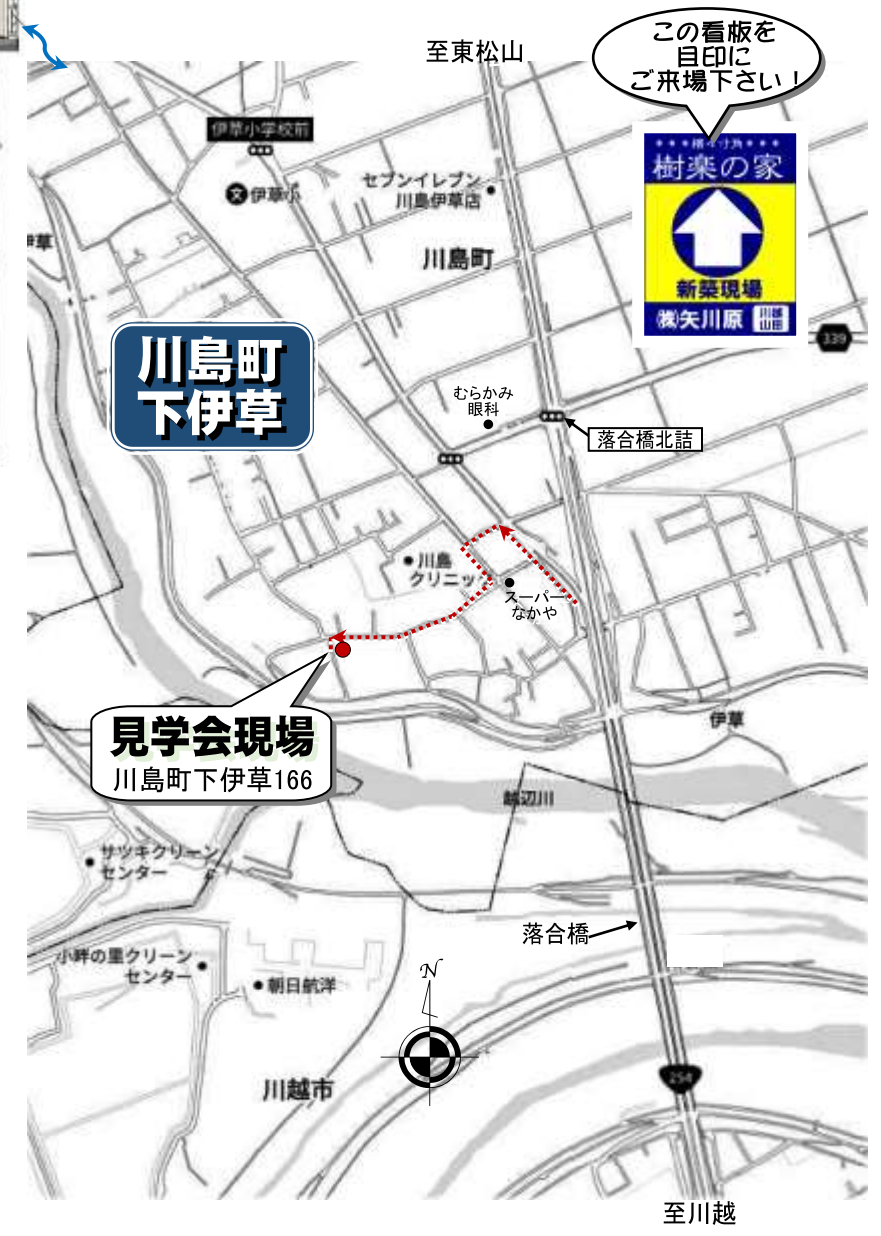 至東松山
この看板を
目印に
ご来場下さい！
樹楽の家
新築現場
㈱矢川原
伊草小学校前
文
伊草小
セブンイレブン
川島伊草店
川島町
339
川島町
下伊草
むらかみ
眼科
落合橋北詰
川島
クリニック
スーパー
なかや
見学会現場
川島町下伊草166
伊草
越辺川
サツキクリーン
センター
落合橋
小畔の里クリーン
センター
朝日航洋
N
川越市
254
至川越